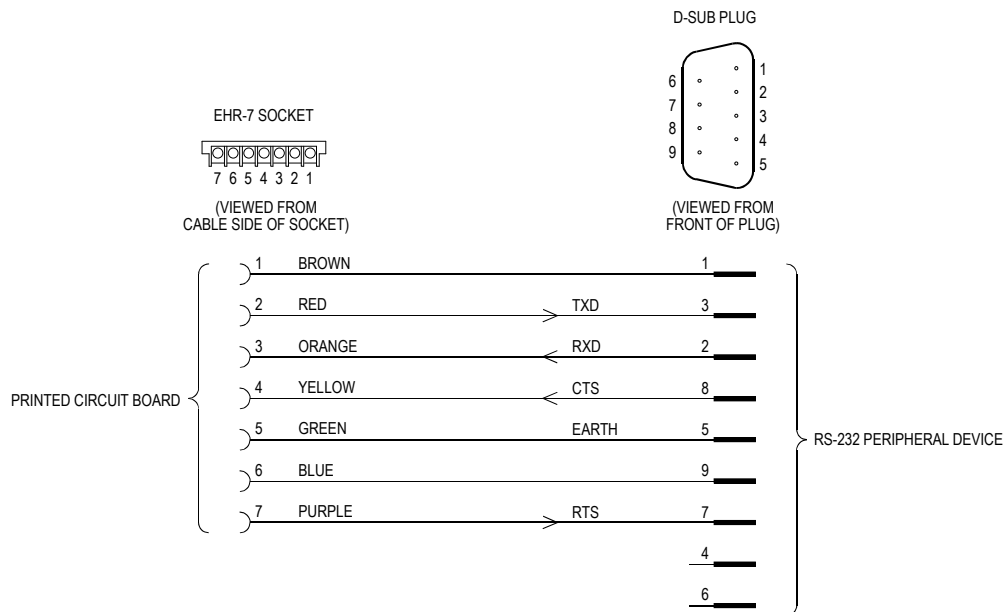 D-SUB PLUG
1
6
2
7
3
8
4
9
5
EHR-7 SOCKET
7 6 5 4 3 2 1
(VIEWED FROM
CABLE SIDE OF SOCKET)
(VIEWED FROM
FRONT OF PLUG)
1 BROWN 1
2 RED TXD 3
3 ORANGE RXD 2
4 YELLOW CTS 8
PRINTED CIRCUIT BOARD
5 GREEN EARTH 5
RS-232 PERIPHERAL DEVICE
6 BLUE 9
7 PURPLE RTS 7
4
6